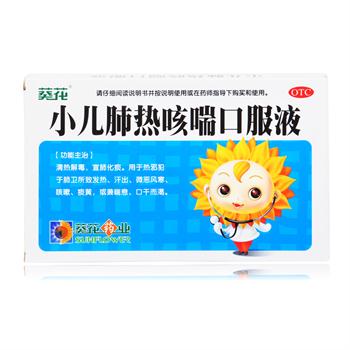 葵花
请仔细阅读说明书并按说明使用或在药师指导下购买和使用。
OTC
小儿肺热咳喘口服液
【功能主治】
清热解毒，宣肺化痰。用于热邪犯
于肺卫所致发热、汗出、微恶风寒、
咳嗽、痰黄，或兼喘息，口干而渴。
葵花药业
SUNFLOWER